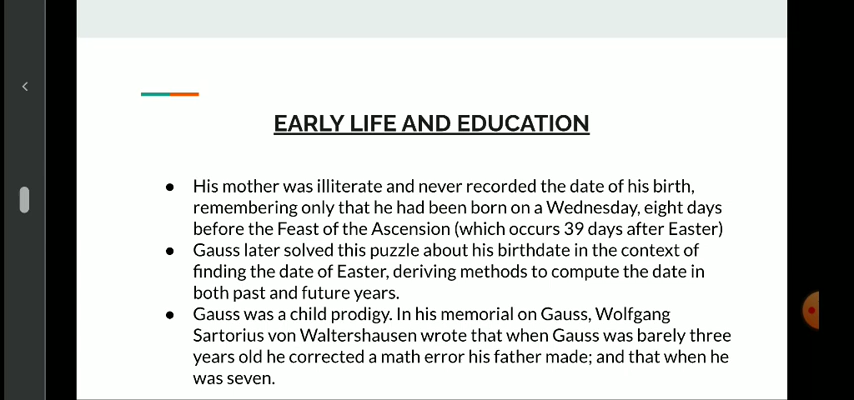 EARLY LIFE AND EDUCATION
● His mother was illiterate and never recorded the date of his birth,
remembering only that he had been born on a Wednesday, eight days
before the Feast of the Ascension (which occurs 39 days after Easter)
● Gauss later solved this puzzle about his birthdate in the context of
finding the date of Easter, deriving methods to compute the date in
both past and future years.
● Gauss was a child prodigy. In his memorial on Gauss, Wolfgang
Sartorius von Waltershausen wrote that when Gauss was barely three
years old he corrected a math error his father made; and that when he
was seven.